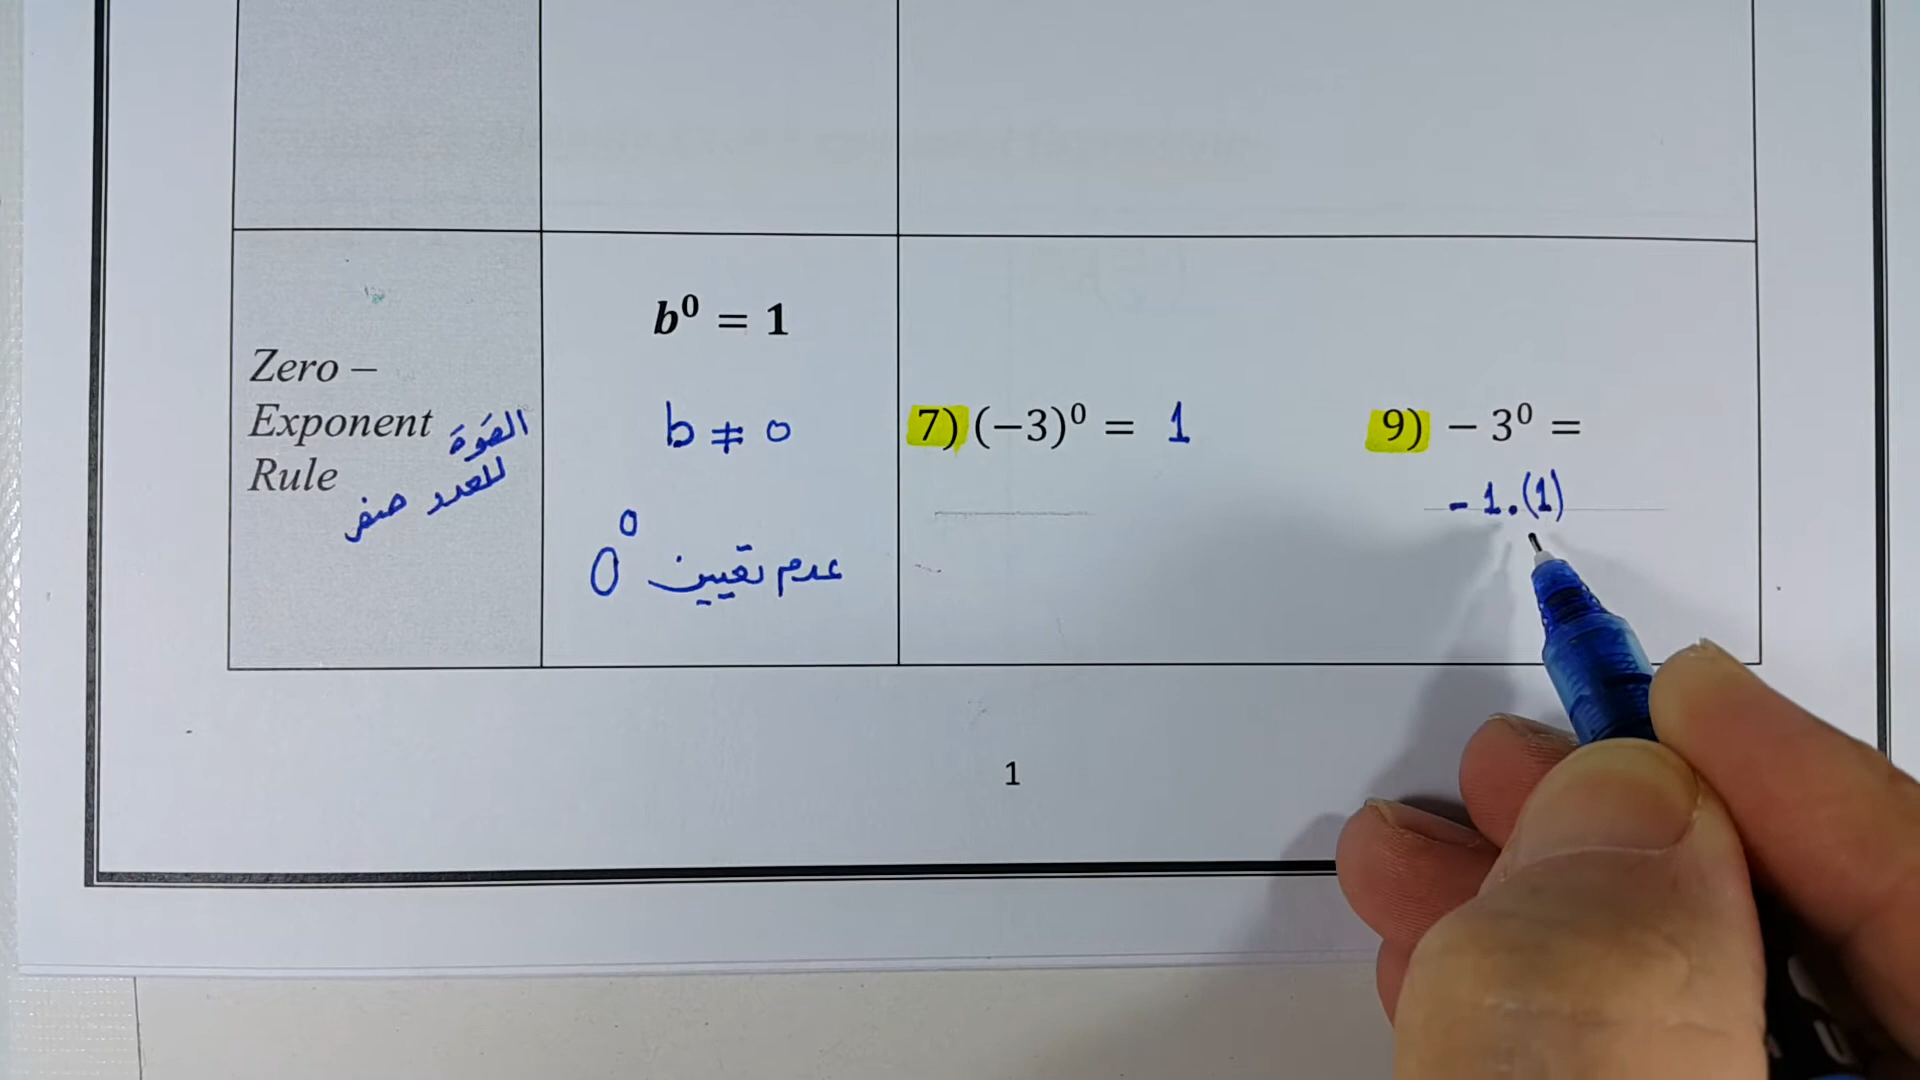 Zero –
Exponent
Rule
القوة
للعدد صفر
b⁰ = 1
b ≠ 0
0⁰ عدم تعيين
7) (−3)⁰ = 1
9) − 3⁰ =
- 1 . (1)
1